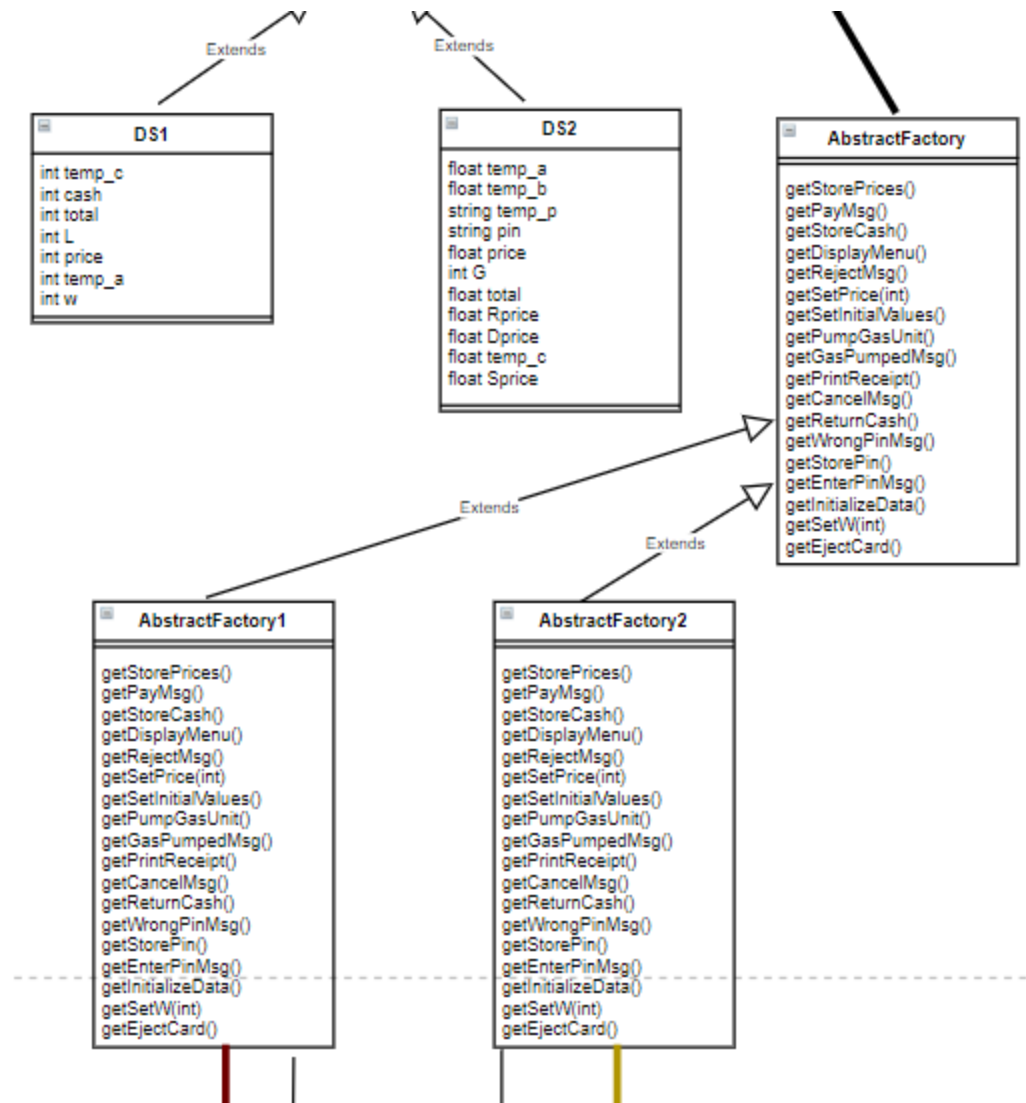 Extends
Extends
DS1
int temp_c
int cash
int total
int L
int price
int temp_a
int w
DS2
float temp_a
float temp_b
string temp_p
string pin
float price
int G
float total
float Rprice
float Dprice
float temp_c
float Sprice
AbstractFactory
getStorePrices()
getPayMsg()
getStoreCash()
getDisplayMenu()
getRejectMsg()
getSetPrice(int)
getSetInitialValues()
getPumpGasUnit()
getGasPumpedMsg()
getPrintReceipt()
getCancelMsg()
getReturnCash()
getWrongPinMsg()
getStorePin()
getEnterPinMsg()
getInitializeData()
getSetW(int)
getEjectCard()
Extends
Extends
AbstractFactory1
getStorePrices()
getPayMsg()
getStoreCash()
getDisplayMenu()
getRejectMsg()
getSetPrice(int)
getSetInitialValues()
getPumpGasUnit()
getGasPumpedMsg()
getPrintReceipt()
getCancelMsg()
getReturnCash()
getWrongPinMsg()
getStorePin()
getEnterPinMsg()
getInitializeData()
getSetW(int)
getEjectCard()
AbstractFactory2
getStorePrices()
getPayMsg()
getStoreCash()
getDisplayMenu()
getRejectMsg()
getSetPrice(int)
getSetInitialValues()
getPumpGasUnit()
getGasPumpedMsg()
getPrintReceipt()
getCancelMsg()
getReturnCash()
getWrongPinMsg()
getStorePin()
getEnterPinMsg()
getInitializeData()
getSetW(int)
getEjectCard()